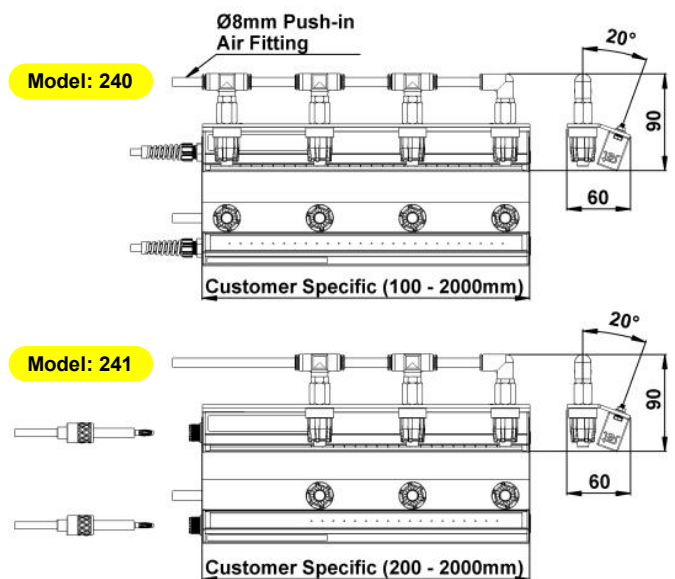 Ø8mm Push-in
Air Fitting
Model: 240
20°
90
60
Customer Specific (100 - 2000mm)
Model: 241
20°
90
60
Customer Specific (200 - 2000mm)